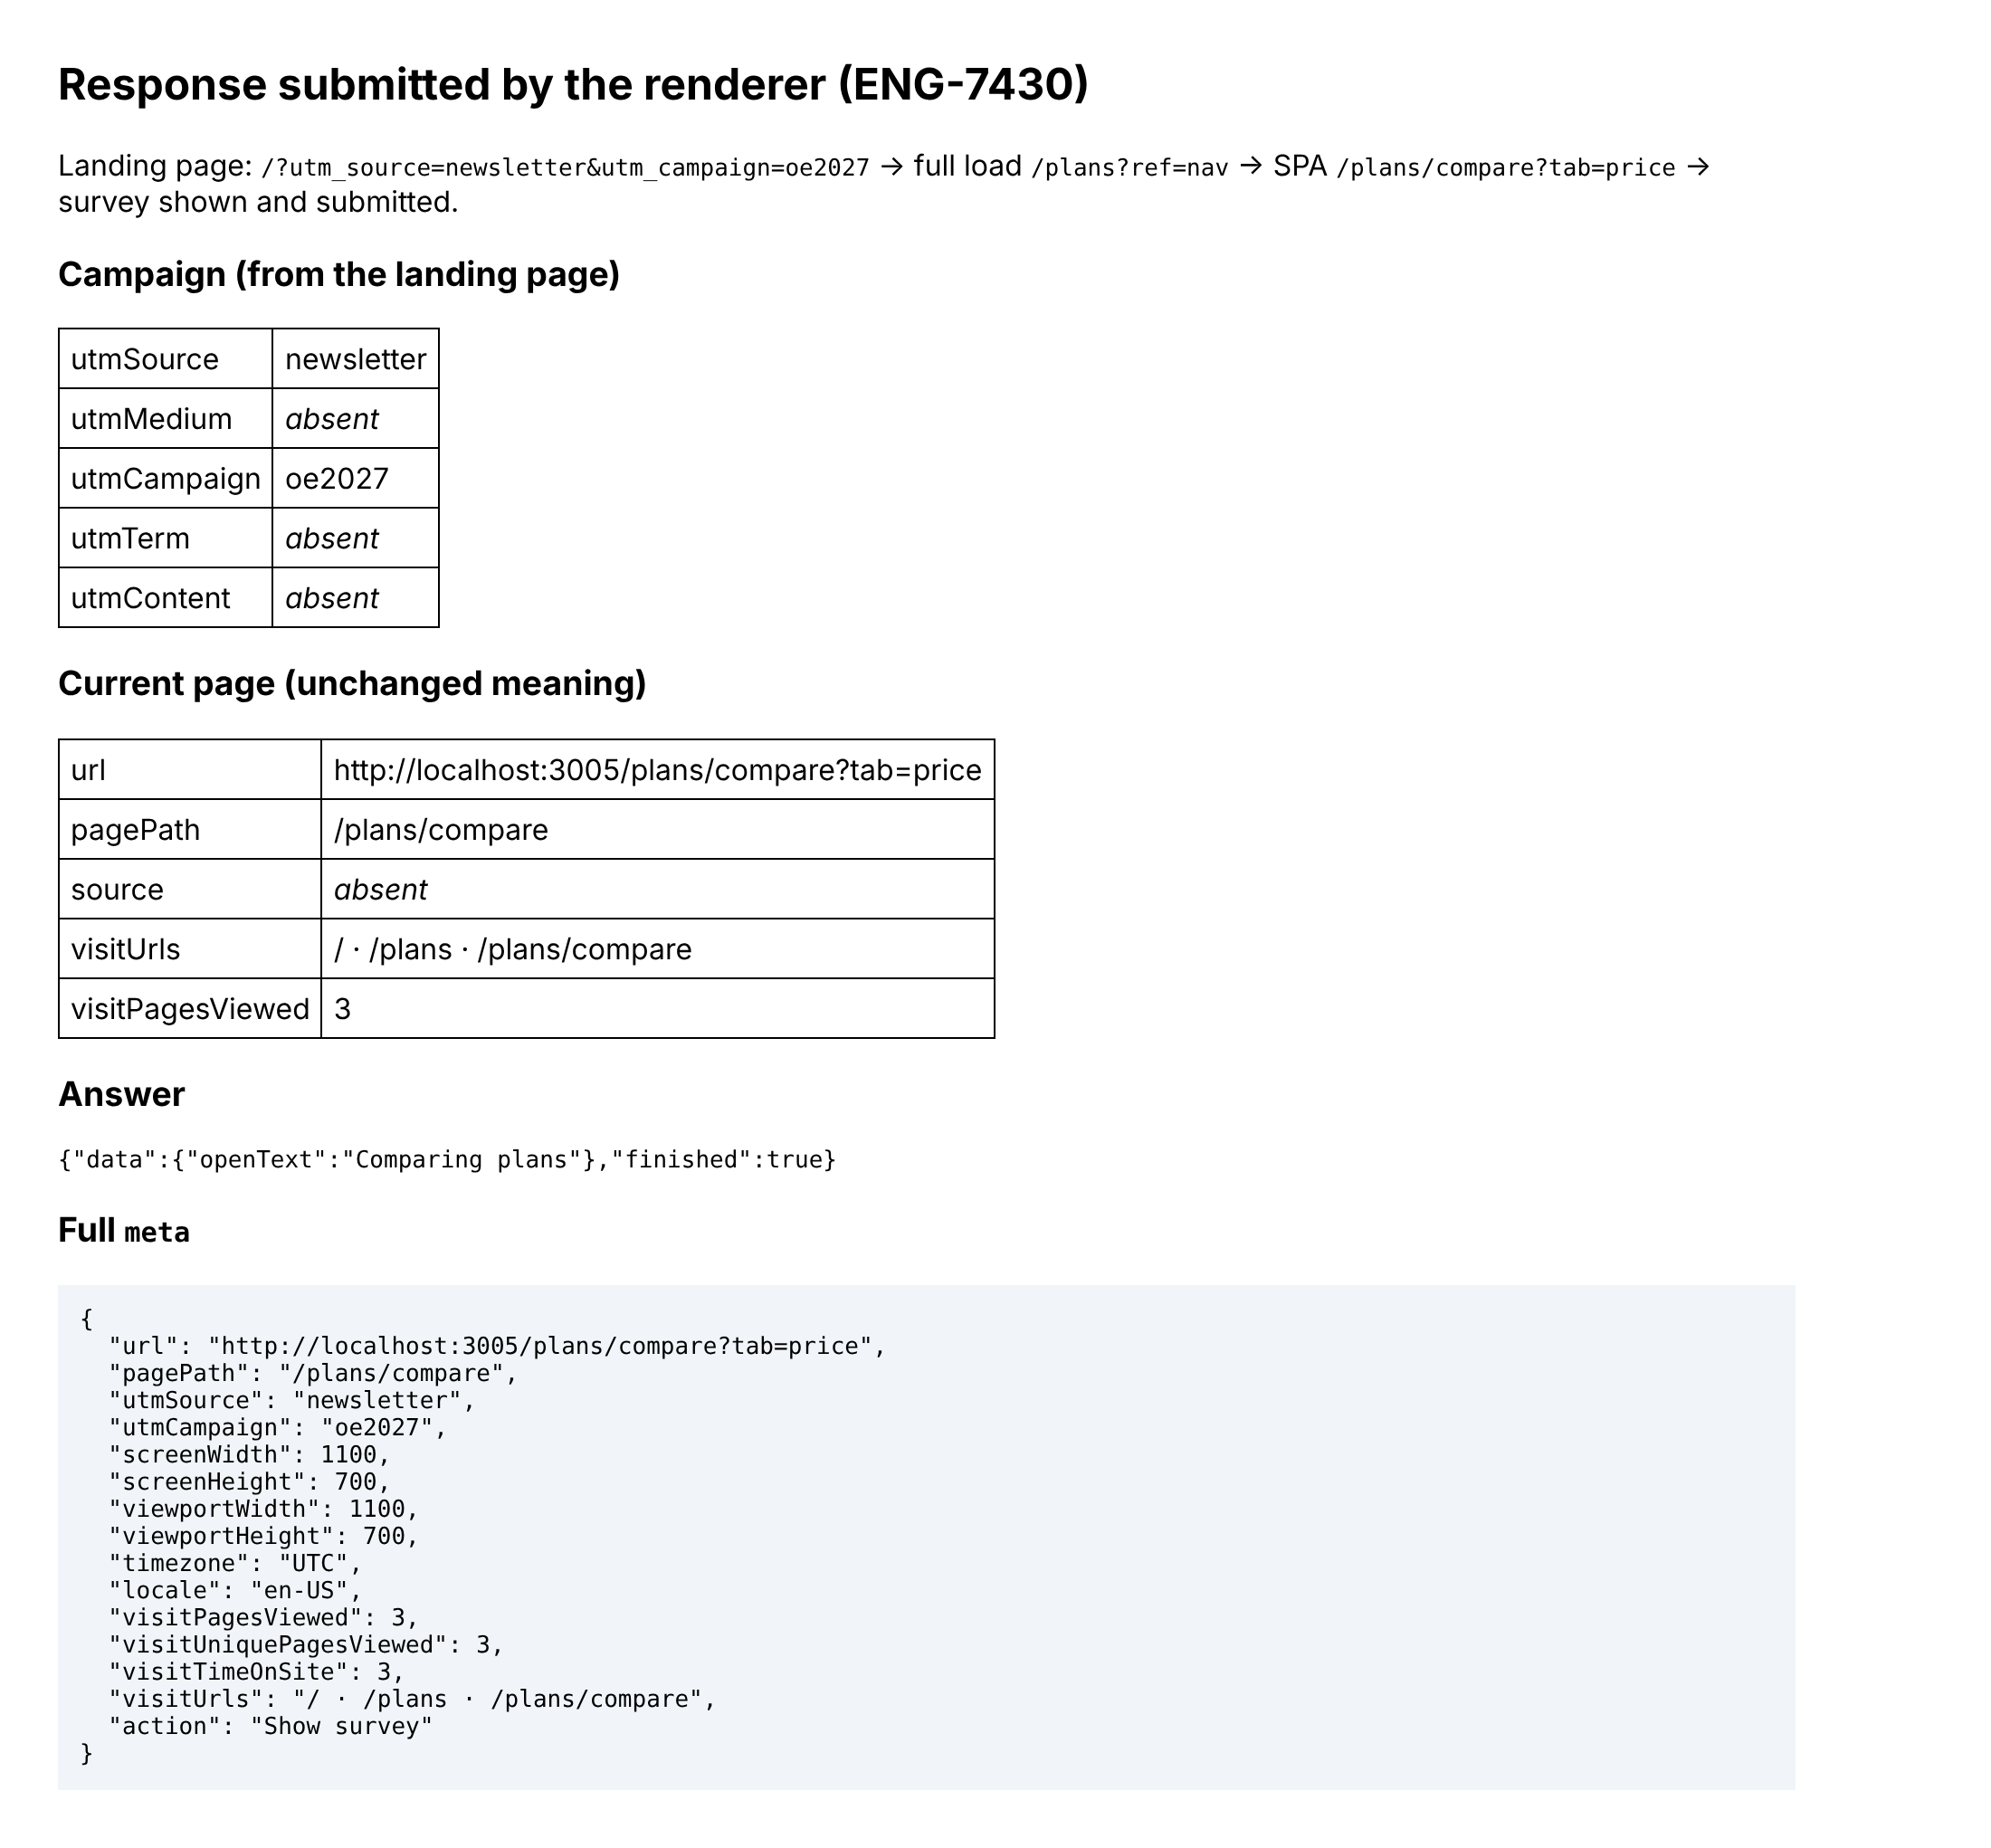 Response submitted by the renderer (ENG-7430)
Landing page: /?utm_source=newsletter&utm_campaign=oe2027 → full load /plans?ref=nav → SPA /plans/compare?tab=price →
survey shown and submitted.
Campaign (from the landing page)
utmSource newsletter
utmMedium absent
utmCampaign oe2027
utmTerm absent
utmContent absent
Current page (unchanged meaning)
url http://localhost:3005/plans/compare?tab=price
pagePath /plans/compare
source absent
visitUrls / · /plans · /plans/compare
visitPagesViewed 3
Answer
{"data":{"openText":"Comparing plans"},"finished":true}
Full meta
{
  "url": "http://localhost:3005/plans/compare?tab=price",
  "pagePath": "/plans/compare",
  "utmSource": "newsletter",
  "utmCampaign": "oe2027",
  "screenWidth": 1100,
  "screenHeight": 700,
  "viewportWidth": 1100,
  "viewportHeight": 700,
  "timezone": "UTC",
  "locale": "en-US",
  "visitPagesViewed": 3,
  "visitUniquePagesViewed": 3,
  "visitTimeOnSite": 3,
  "visitUrls": "/ · /plans · /plans/compare",
  "action": "Show survey"
}